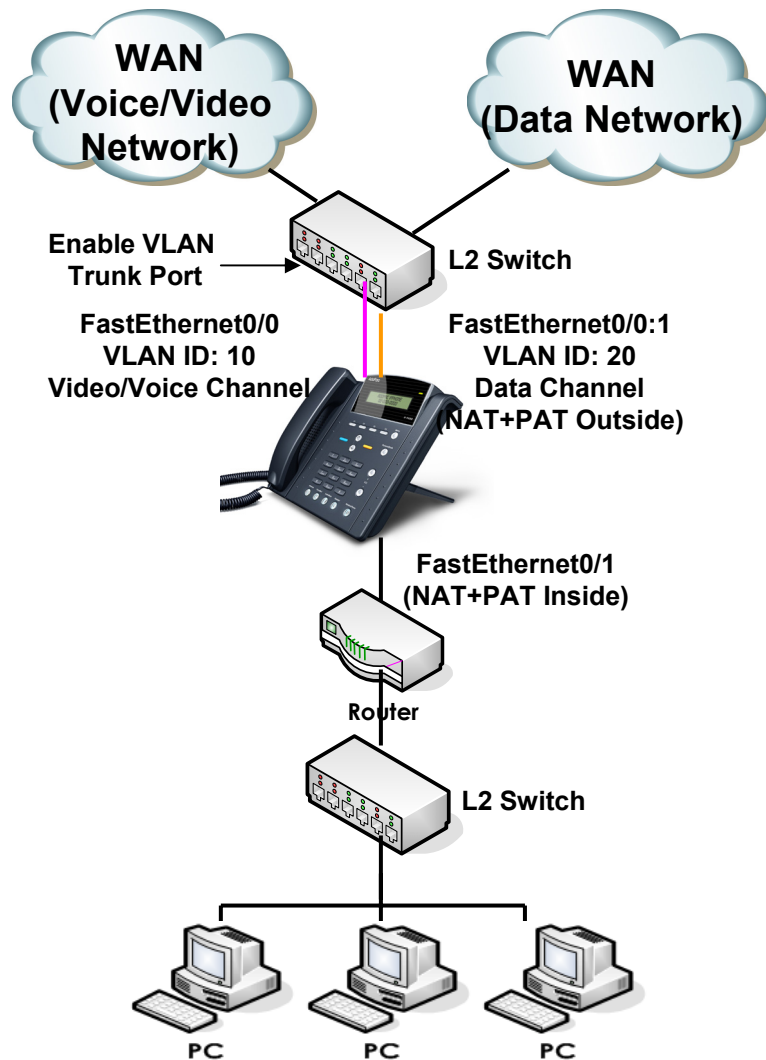 WAN
(Voice/Video
Network)
WAN
(Data Network)
Enable VLAN
Trunk Port
L2 Switch
FastEthernet0/0
VLAN ID: 10
Video/Voice Channel
FastEthernet0/0:1
VLAN ID: 20
Data Channel
(NAT+PAT Outside)
FastEthernet0/1
(NAT+PAT Inside)
Router
L2 Switch
PC
PC
PC